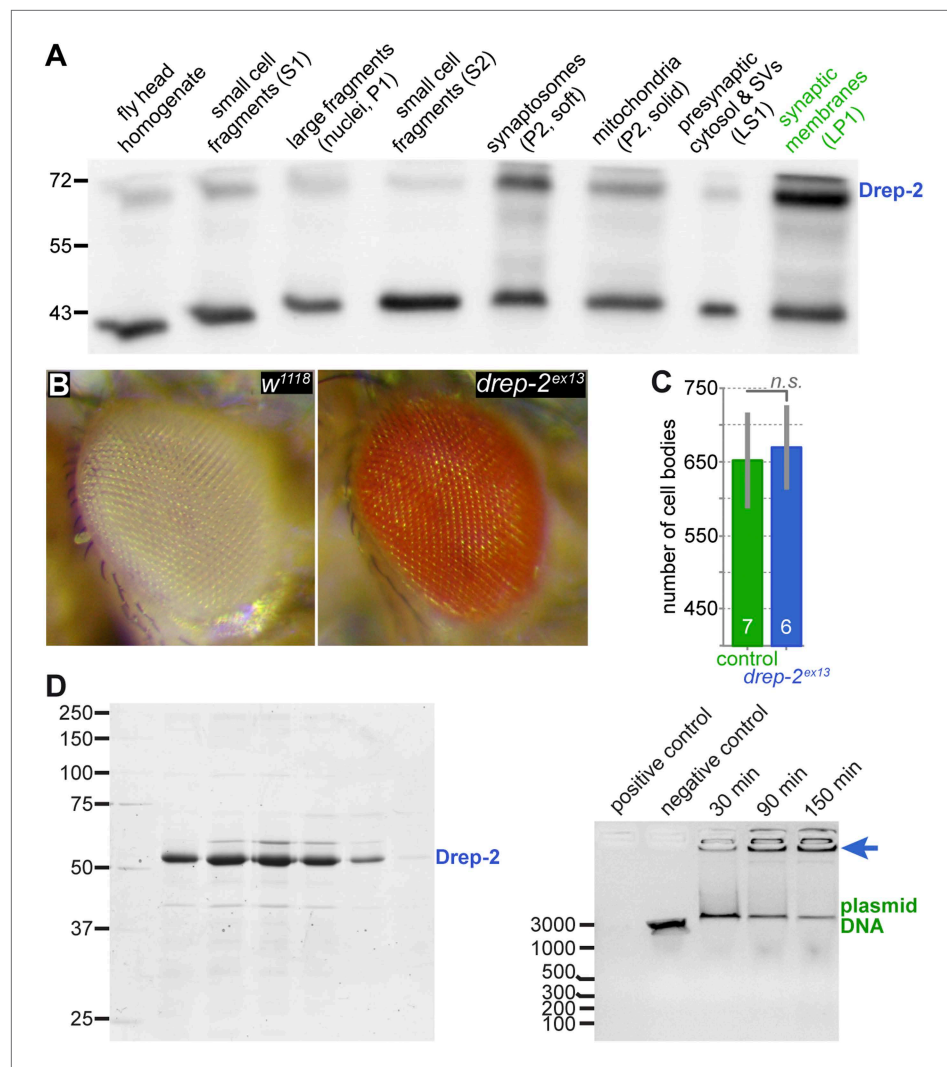 A
fly head
homogenate
small cell
fragments (S1)
large fragments
(nuclei, P1)
small cell
fragments (S2)
synaptosomes
(P2, soft)
mitochondria
(P2, solid)
presynaptic
cytosol & SVs
(LS1)
synaptic
membranes
(LP1)
72
55
43
Drep-2
B
w1118
drep-2ex13
C
n.s.
750
650
550
450
number of cell bodies
7
6
control
drep-2ex13
D
250
150
100
75
50
37
25
Drep-2
positive control
negative control
30 min
90 min
150 min
3000
1000
500
300
200
100
plasmid
DNA